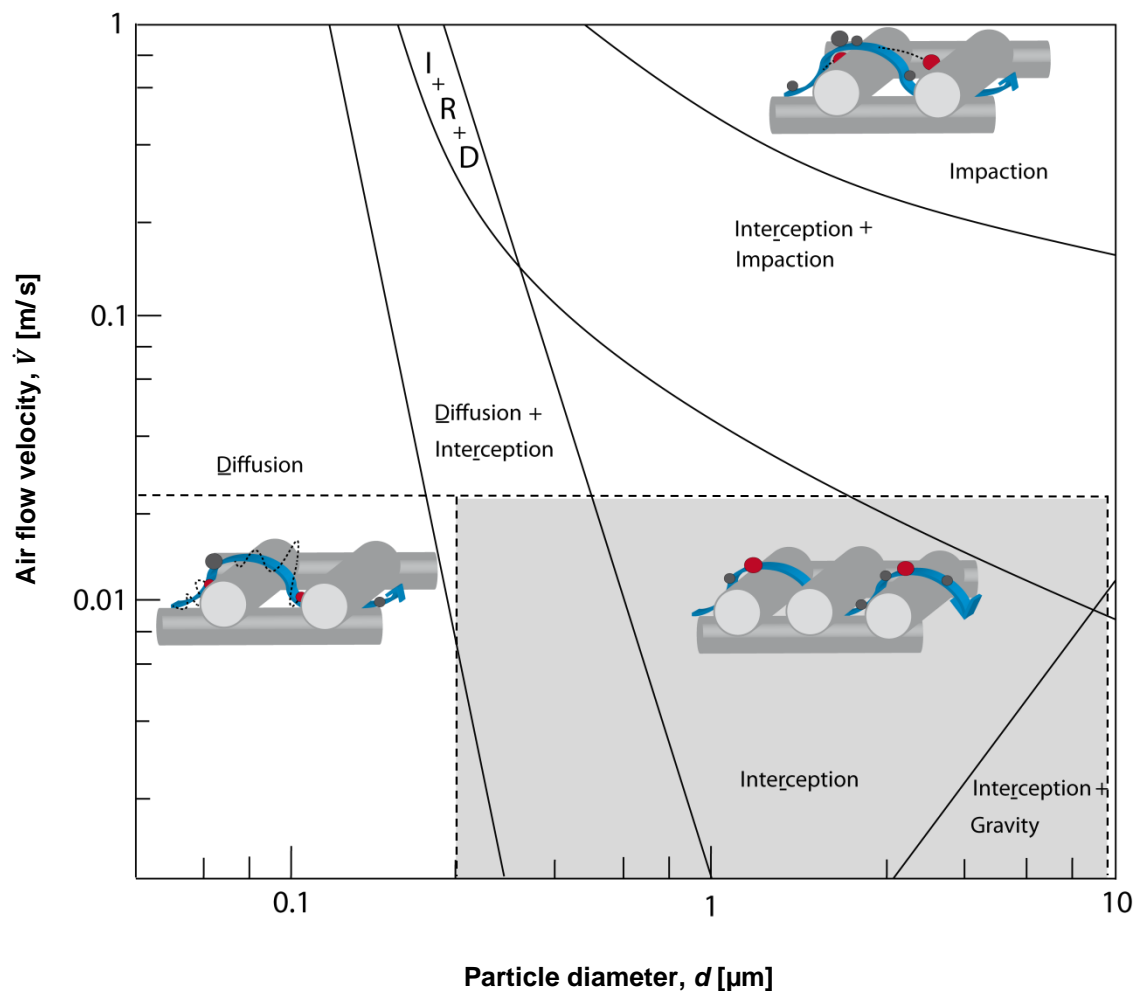 1
I
+
R
+
D
Impaction
Interception +
Impaction
0.1
Diffusion +
Interception
Diffusion
Air flow velocity, V̇ [m/s]
0.01
Interception
Interception +
Gravity
0.1
1
10
Particle diameter, d [µm]